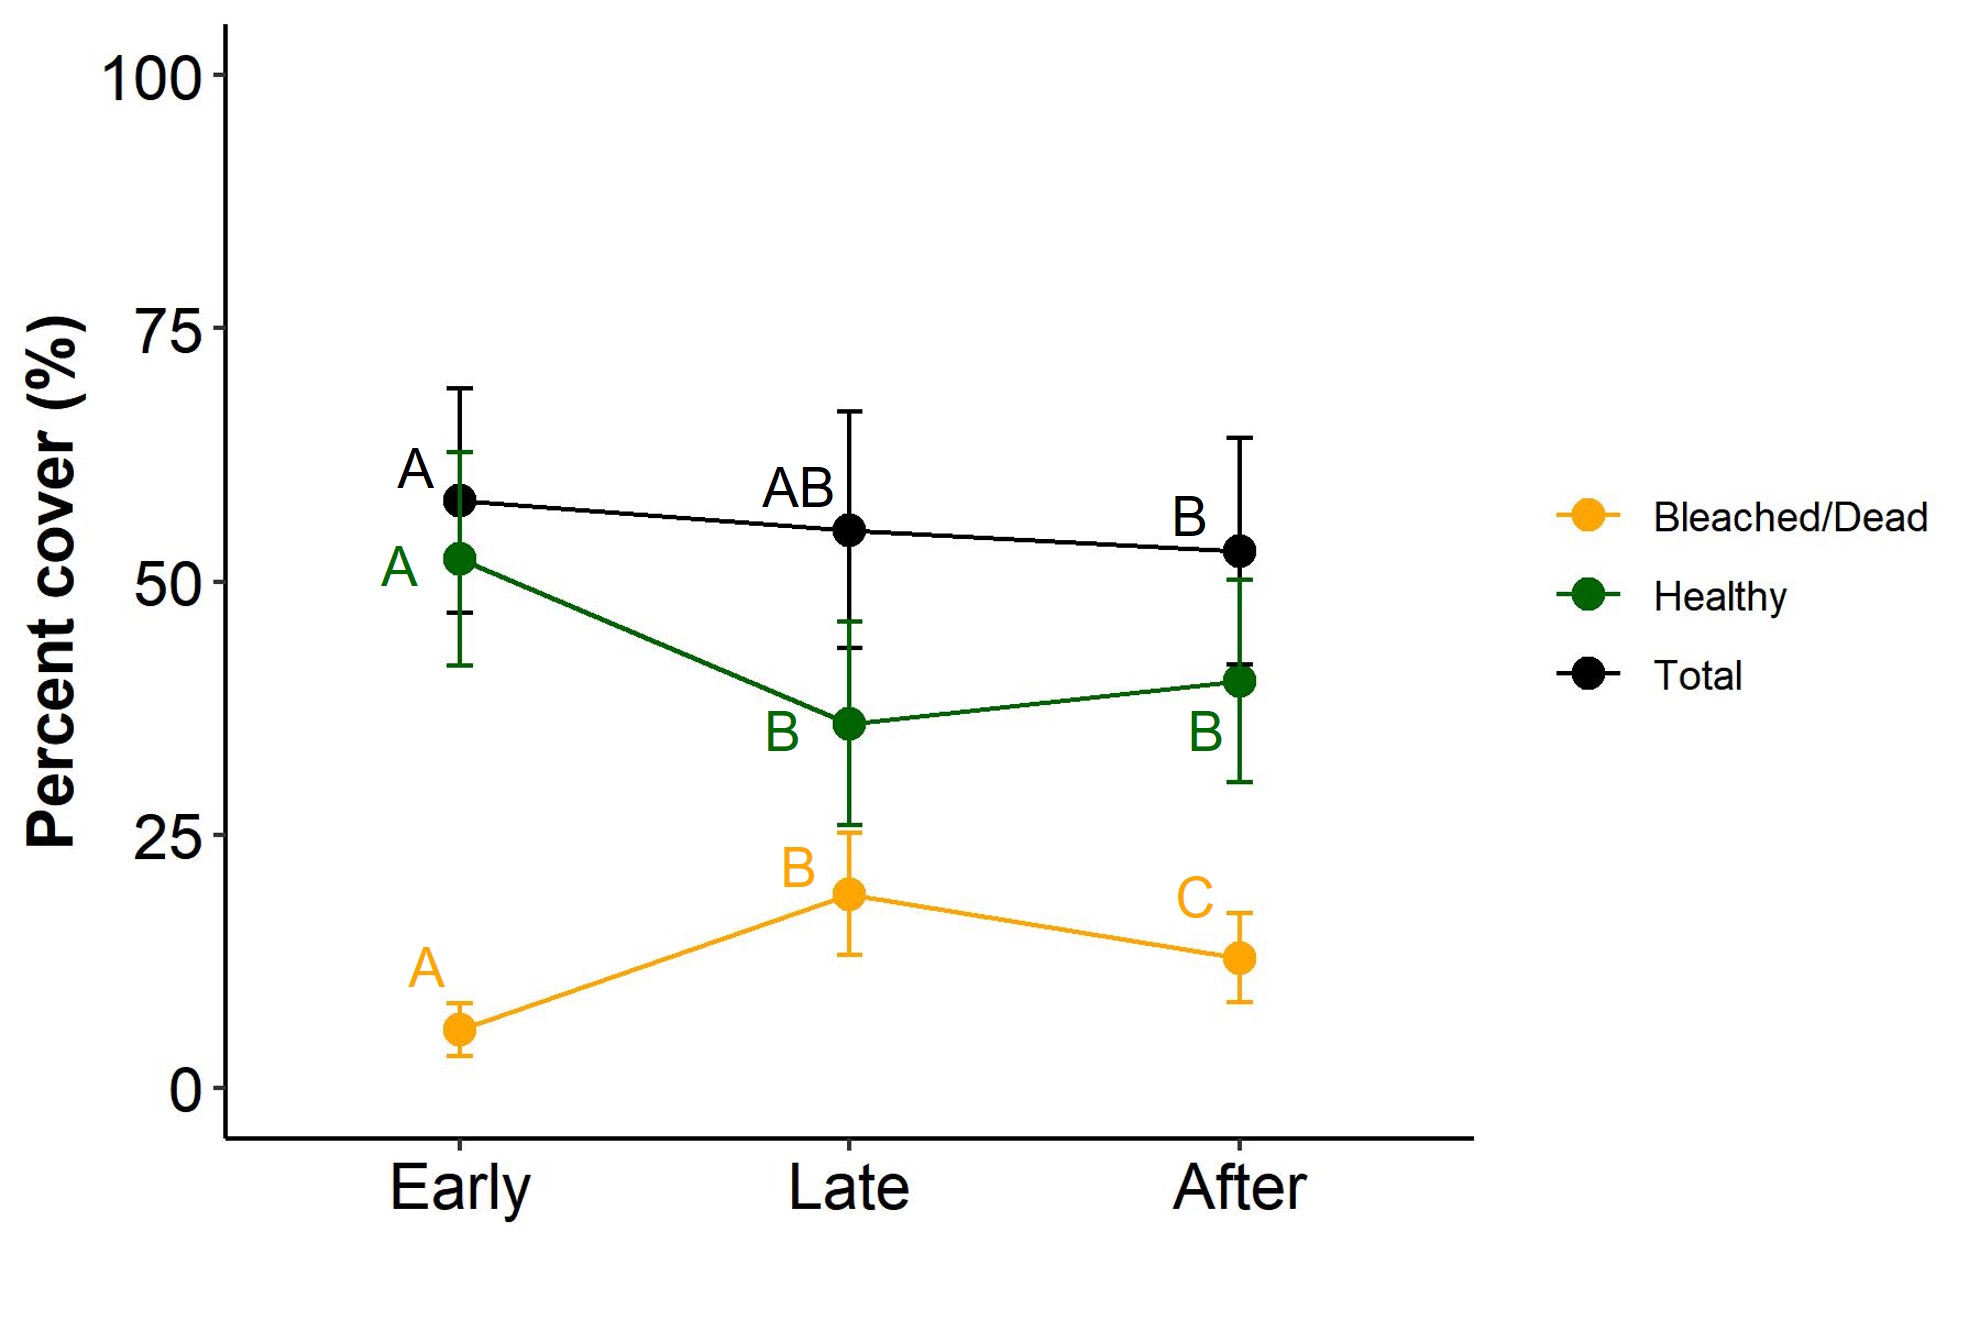 100
75
50
25
0
Percent cover (%)
A
A
A
AB
B
B
B
B
C
Early Late After
Bleached/Dead
Healthy
Total